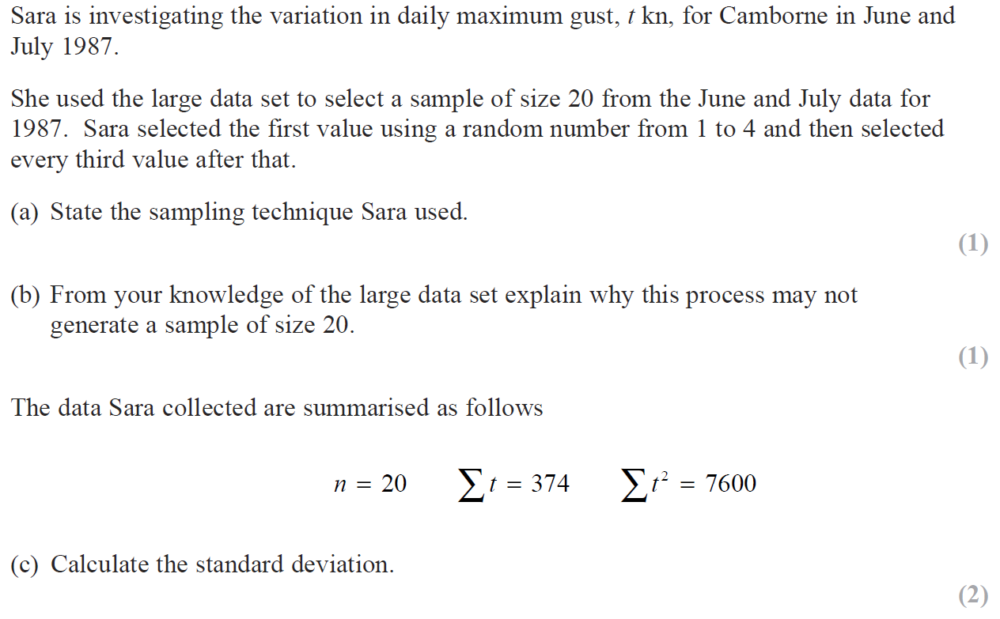 Sara is investigating the variation in daily maximum gust, t kn, for Camborne in June and
July 1987.
She used the large data set to select a sample of size 20 from the June and July data for
1987. Sara selected the first value using a random number from 1 to 4 and then selected
every third value after that.
(a) State the sampling technique Sara used.
(1)
(b) From your knowledge of the large data set explain why this process may not
generate a sample of size 20.
(1)
The data Sara collected are summarised as follows
n = 20 ∑t = 374 ∑t² = 7600
(c) Calculate the standard deviation.
(2)